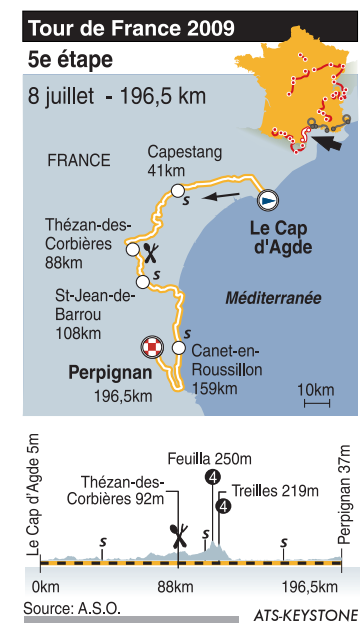 Tour de France 2009
5e étape
8 juillet - 196,5 km
FRANCE
Capestang
41km
S
Le Cap
d'Agde
Thézan-des-
Corbières
88km
S
St-Jean-de-
Barrou
108km
Méditerranée
S
Perpignan
196,5km
Canet-en-
Roussillon
159km
10km
Le Cap d'Agde 5m
Feuilla 250m
4
Thézan-des-
Corbières 92m
Treilles 219m
4
Perpignan 37m
S
S
S
0km
88km
196,5km
Source: A.S.O.
ATS-KEYSTONE